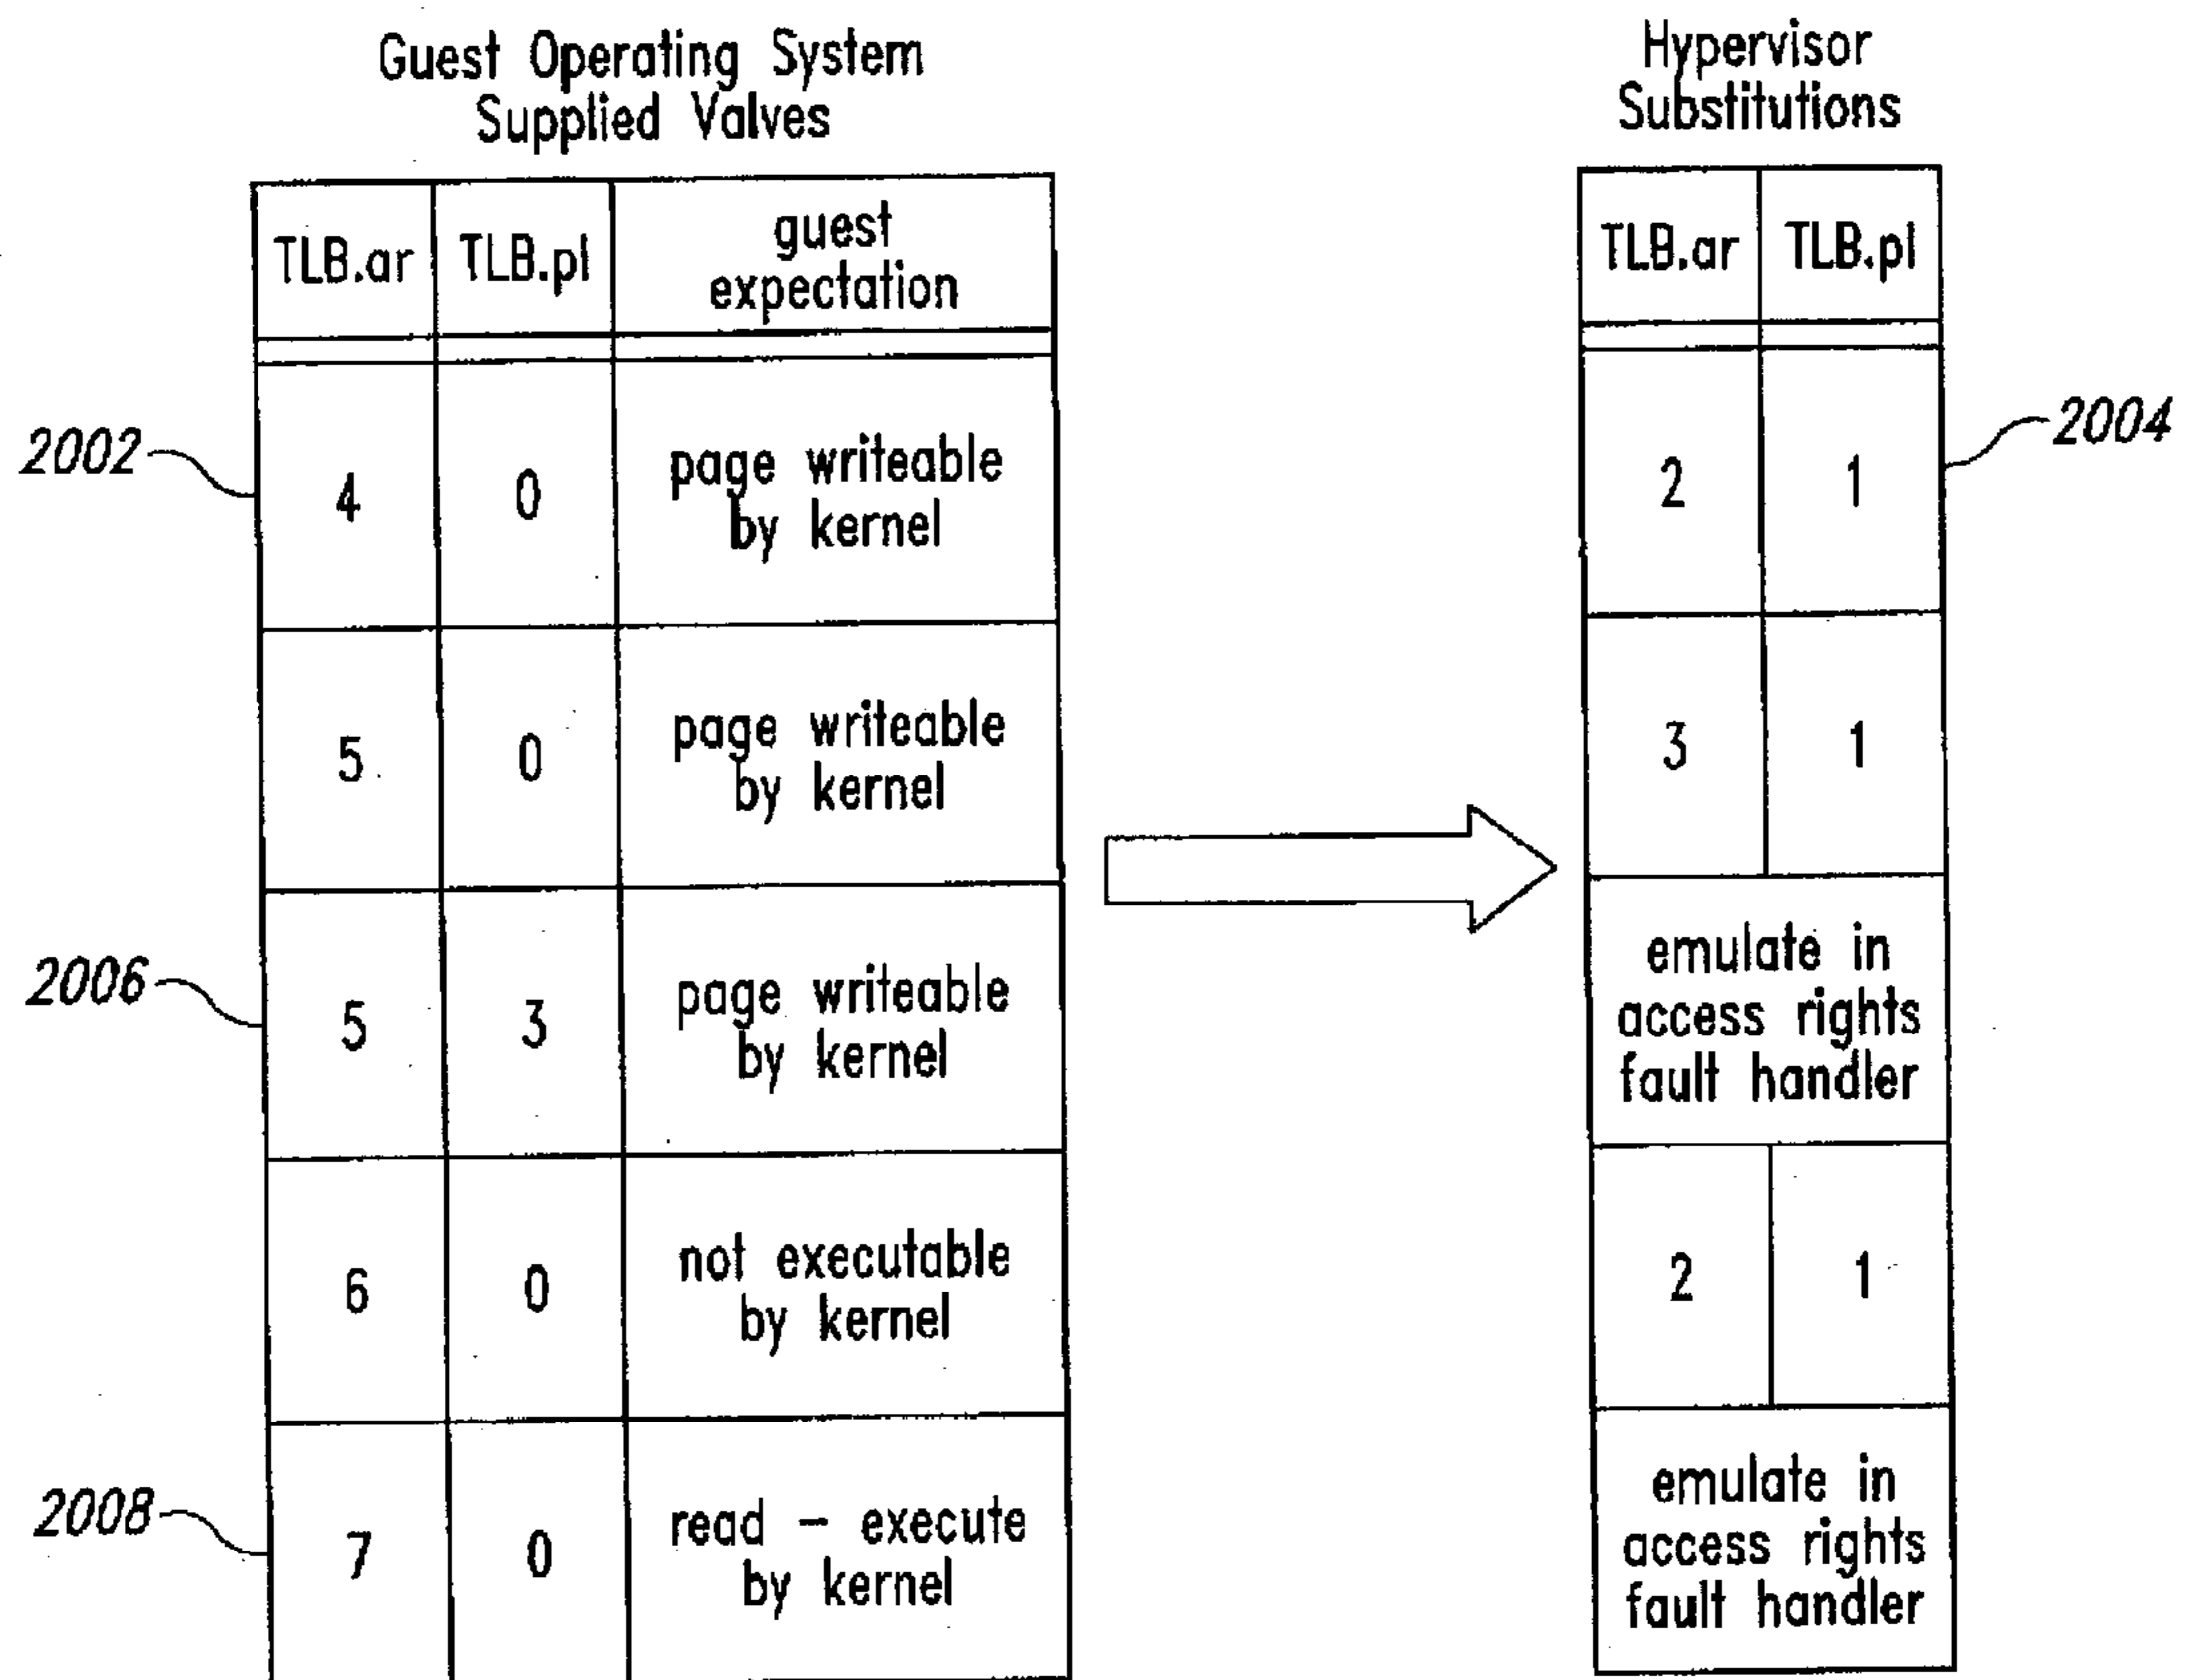 Guest Operating System
Supplied Valves
Hypervisor
Substitutions
TLB.ar TLB.pl guest
expectation
TLB.ar TLB.pl
2002
4 0 page writeable
by kernel
2 1
2004
5 0 page writeable
by kernel
3 1
2006
5 3 page writeable
by kernel
emulate in
access rights
fault handler
6 0 not executable
by kernel
2 1
2008
7 0 read - execute
by kernel
emulate in
access rights
fault handler